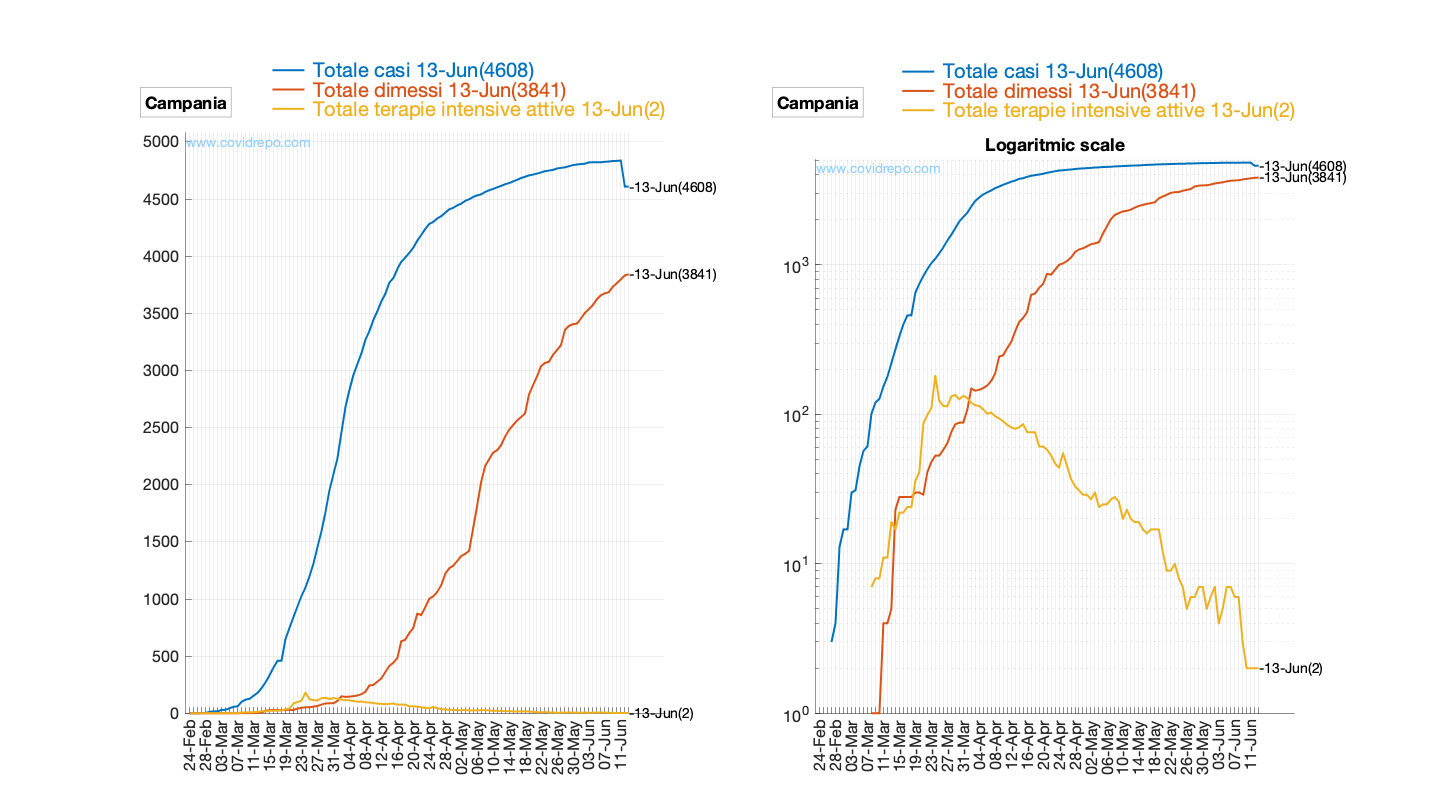 Totale casi 13-Jun(4608)
Totale dimessi 13-Jun(3841)
Totale terapie intensive attive 13-Jun(2)
Campania
www.covidrepo.com
5000
4500
4000
3500
3000
2500
2000
1500
1000
500
0
-13-Jun(4608)
-13-Jun(3841)
-13-Jun(2)
24-Feb
28-Feb
03-Mar
07-Mar
11-Mar
15-Mar
19-Mar
23-Mar
27-Mar
31-Mar
04-Apr
08-Apr
12-Apr
16-Apr
20-Apr
24-Apr
28-Apr
02-May
06-May
10-May
14-May
18-May
22-May
26-May
30-May
03-Jun
07-Jun
11-Jun
Totale casi 13-Jun(4608)
Totale dimessi 13-Jun(3841)
Totale terapie intensive attive 13-Jun(2)
Campania
Logaritmic scale
www.covidrepo.com
10³
10²
10¹
10⁰
-13-Jun(4608)
-13-Jun(3841)
-13-Jun(2)
24-Feb
28-Feb
03-Mar
07-Mar
11-Mar
15-Mar
19-Mar
23-Mar
27-Mar
31-Mar
04-Apr
08-Apr
12-Apr
16-Apr
20-Apr
24-Apr
28-Apr
02-May
06-May
10-May
14-May
18-May
22-May
26-May
30-May
03-Jun
07-Jun
11-Jun